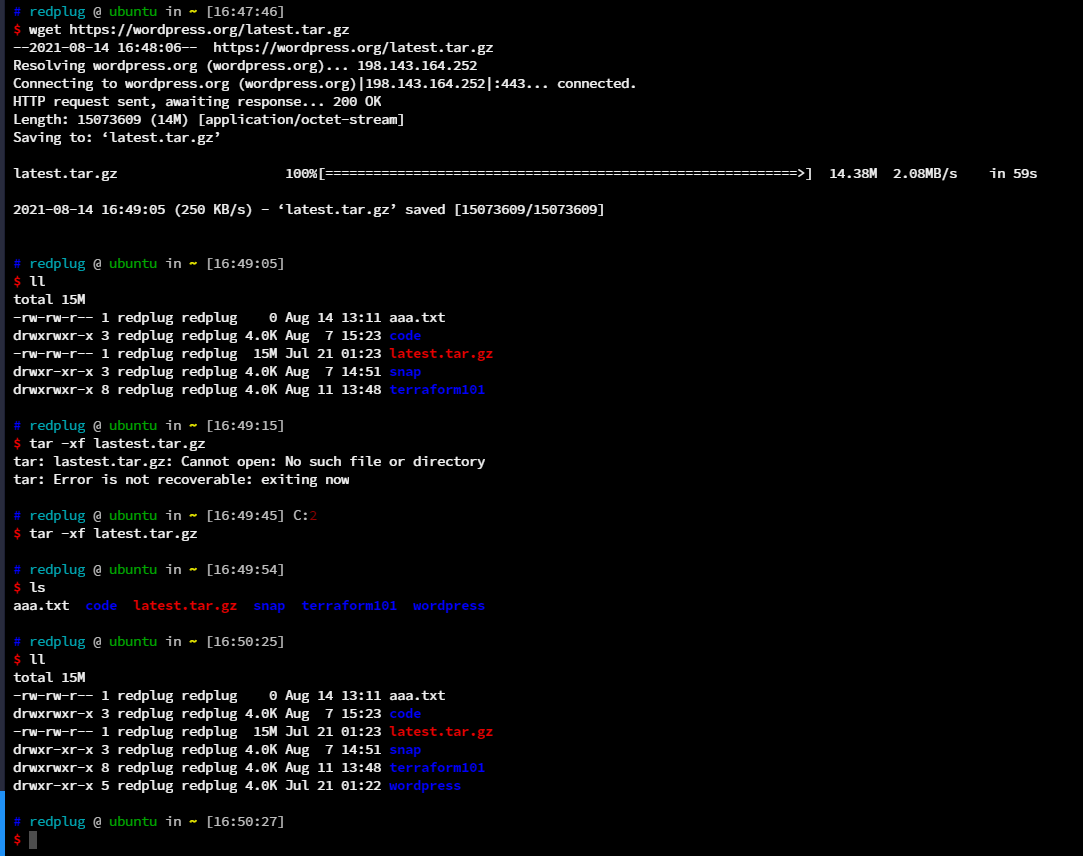 # redplug @ ubuntu in ~ [16:47:46]
$ wget https://wordpress.org/latest.tar.gz
--2021-08-14 16:48:06--  https://wordpress.org/latest.tar.gz
Resolving wordpress.org (wordpress.org)... 198.143.164.252
Connecting to wordpress.org (wordpress.org)|198.143.164.252|:443... connected.
HTTP request sent, awaiting response... 200 OK
Length: 15073609 (14M) [application/octet-stream]
Saving to: ‘latest.tar.gz’
latest.tar.gz                     100%[===========================================================>]  14.38M  2.08MB/s    in 59s
2021-08-14 16:49:05 (250 KB/s) - ‘latest.tar.gz’ saved [15073609/15073609]
# redplug @ ubuntu in ~ [16:49:05]
$ ll
total 15M
-rw-rw-r-- 1 redplug redplug    0 Aug 14 13:11 aaa.txt
drwxrwxr-x 3 redplug redplug 4.0K Aug  7 15:23 code
-rw-rw-r-- 1 redplug redplug  15M Jul 21 01:23 latest.tar.gz
drwxr-xr-x 3 redplug redplug 4.0K Aug  7 14:51 snap
drwxrwxr-x 8 redplug redplug 4.0K Aug 11 13:48 terraform101
# redplug @ ubuntu in ~ [16:49:15]
$ tar -xf lastest.tar.gz
tar: lastest.tar.gz: Cannot open: No such file or directory
tar: Error is not recoverable: exiting now
# redplug @ ubuntu in ~ [16:49:45] C:2
$ tar -xf latest.tar.gz
# redplug @ ubuntu in ~ [16:49:54]
$ ls
aaa.txt  code  latest.tar.gz  snap  terraform101  wordpress
# redplug @ ubuntu in ~ [16:50:25]
$ ll
total 15M
-rw-rw-r-- 1 redplug redplug    0 Aug 14 13:11 aaa.txt
drwxrwxr-x 3 redplug redplug 4.0K Aug  7 15:23 code
-rw-rw-r-- 1 redplug redplug  15M Jul 21 01:23 latest.tar.gz
drwxr-xr-x 3 redplug redplug 4.0K Aug  7 14:51 snap
drwxrwxr-x 8 redplug redplug 4.0K Aug 11 13:48 terraform101
drwxr-xr-x 5 redplug redplug 4.0K Jul 21 01:22 wordpress
# redplug @ ubuntu in ~ [16:50:27]
$